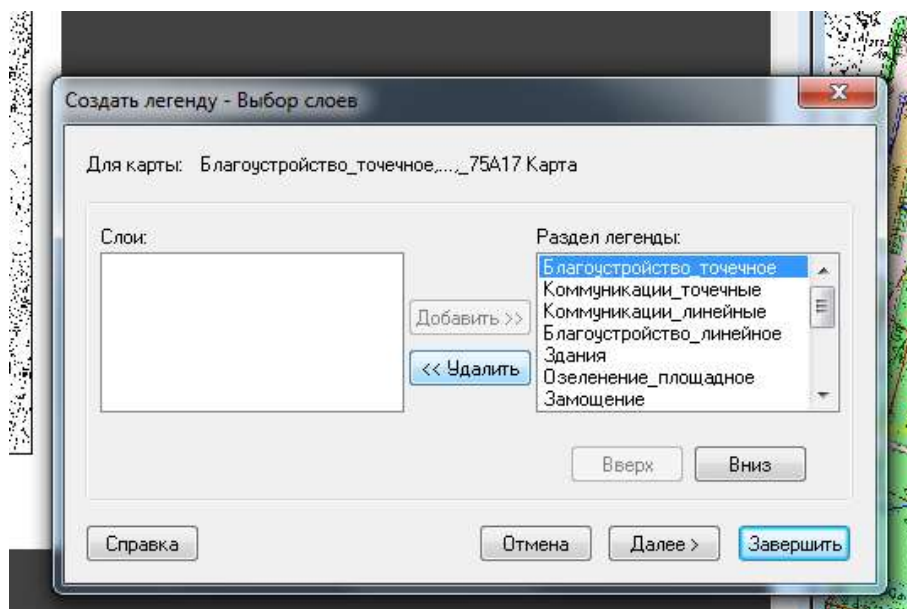 Создать легенду - Выбор слоев
Для карты: Благоустройство_точечное,...,_75А17 Карта
Слои:
Раздел легенды:
Благоустройство_точечное
Коммуникации_точечные
Коммуникации_линейные
Благоустройство_линейное
Здания
Озеленение_площадное
Замощение
Добавить >>
<< Удалить
Вверх
Вниз
Справка
Отмена
Далее >
Завершить